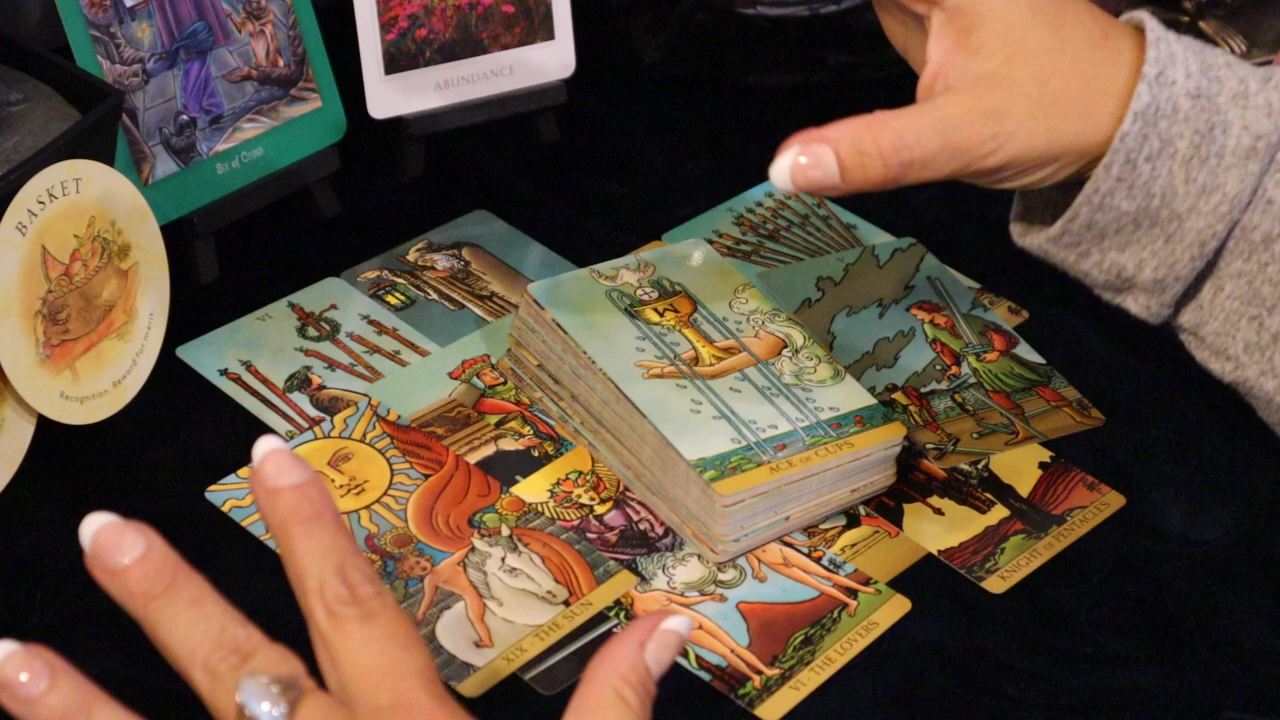 Six of Coins
ABUNDANCE
BASKET
Recognition. Reward for merit.
VI
X
ACE OF CUPS
KNIGHT OF PENTACLES
XIX - THE SUN
VI - THE LOVERS